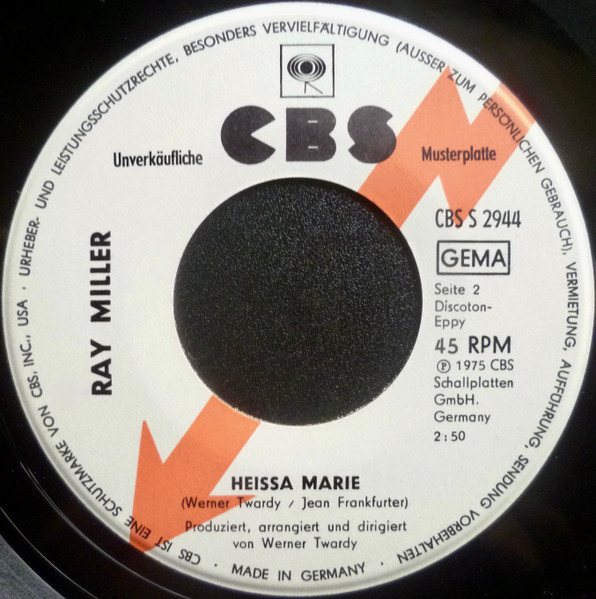 URHEBER- UND LEISTUNGSSCHUTZRECHTE, BESONDERS VERVIELFÄLTIGUNG (AUSSER ZUM PERSÖNLICHEN GEBRAUCH), VERMIETUNG, AUFFÜHRUNG, SENDUNG VORBEHALTEN
CBS
Unverkäufliche
Musterplatte
CBS S 2944
GEMA
Seite 2
Discoton-
Eppy
45 RPM
Ⓟ 1975 CBS
Schallplatten
GmbH.
Germany
2:50
RAY MILLER
HEISSA MARIE
(Werner Twardy / Jean Frankfurter)
Produziert, arrangiert und dirigiert
von Werner Twardy
CBS IST EINE SCHUTZMARKE VON CBS, INC., USA ·
· MADE IN GERMANY ·